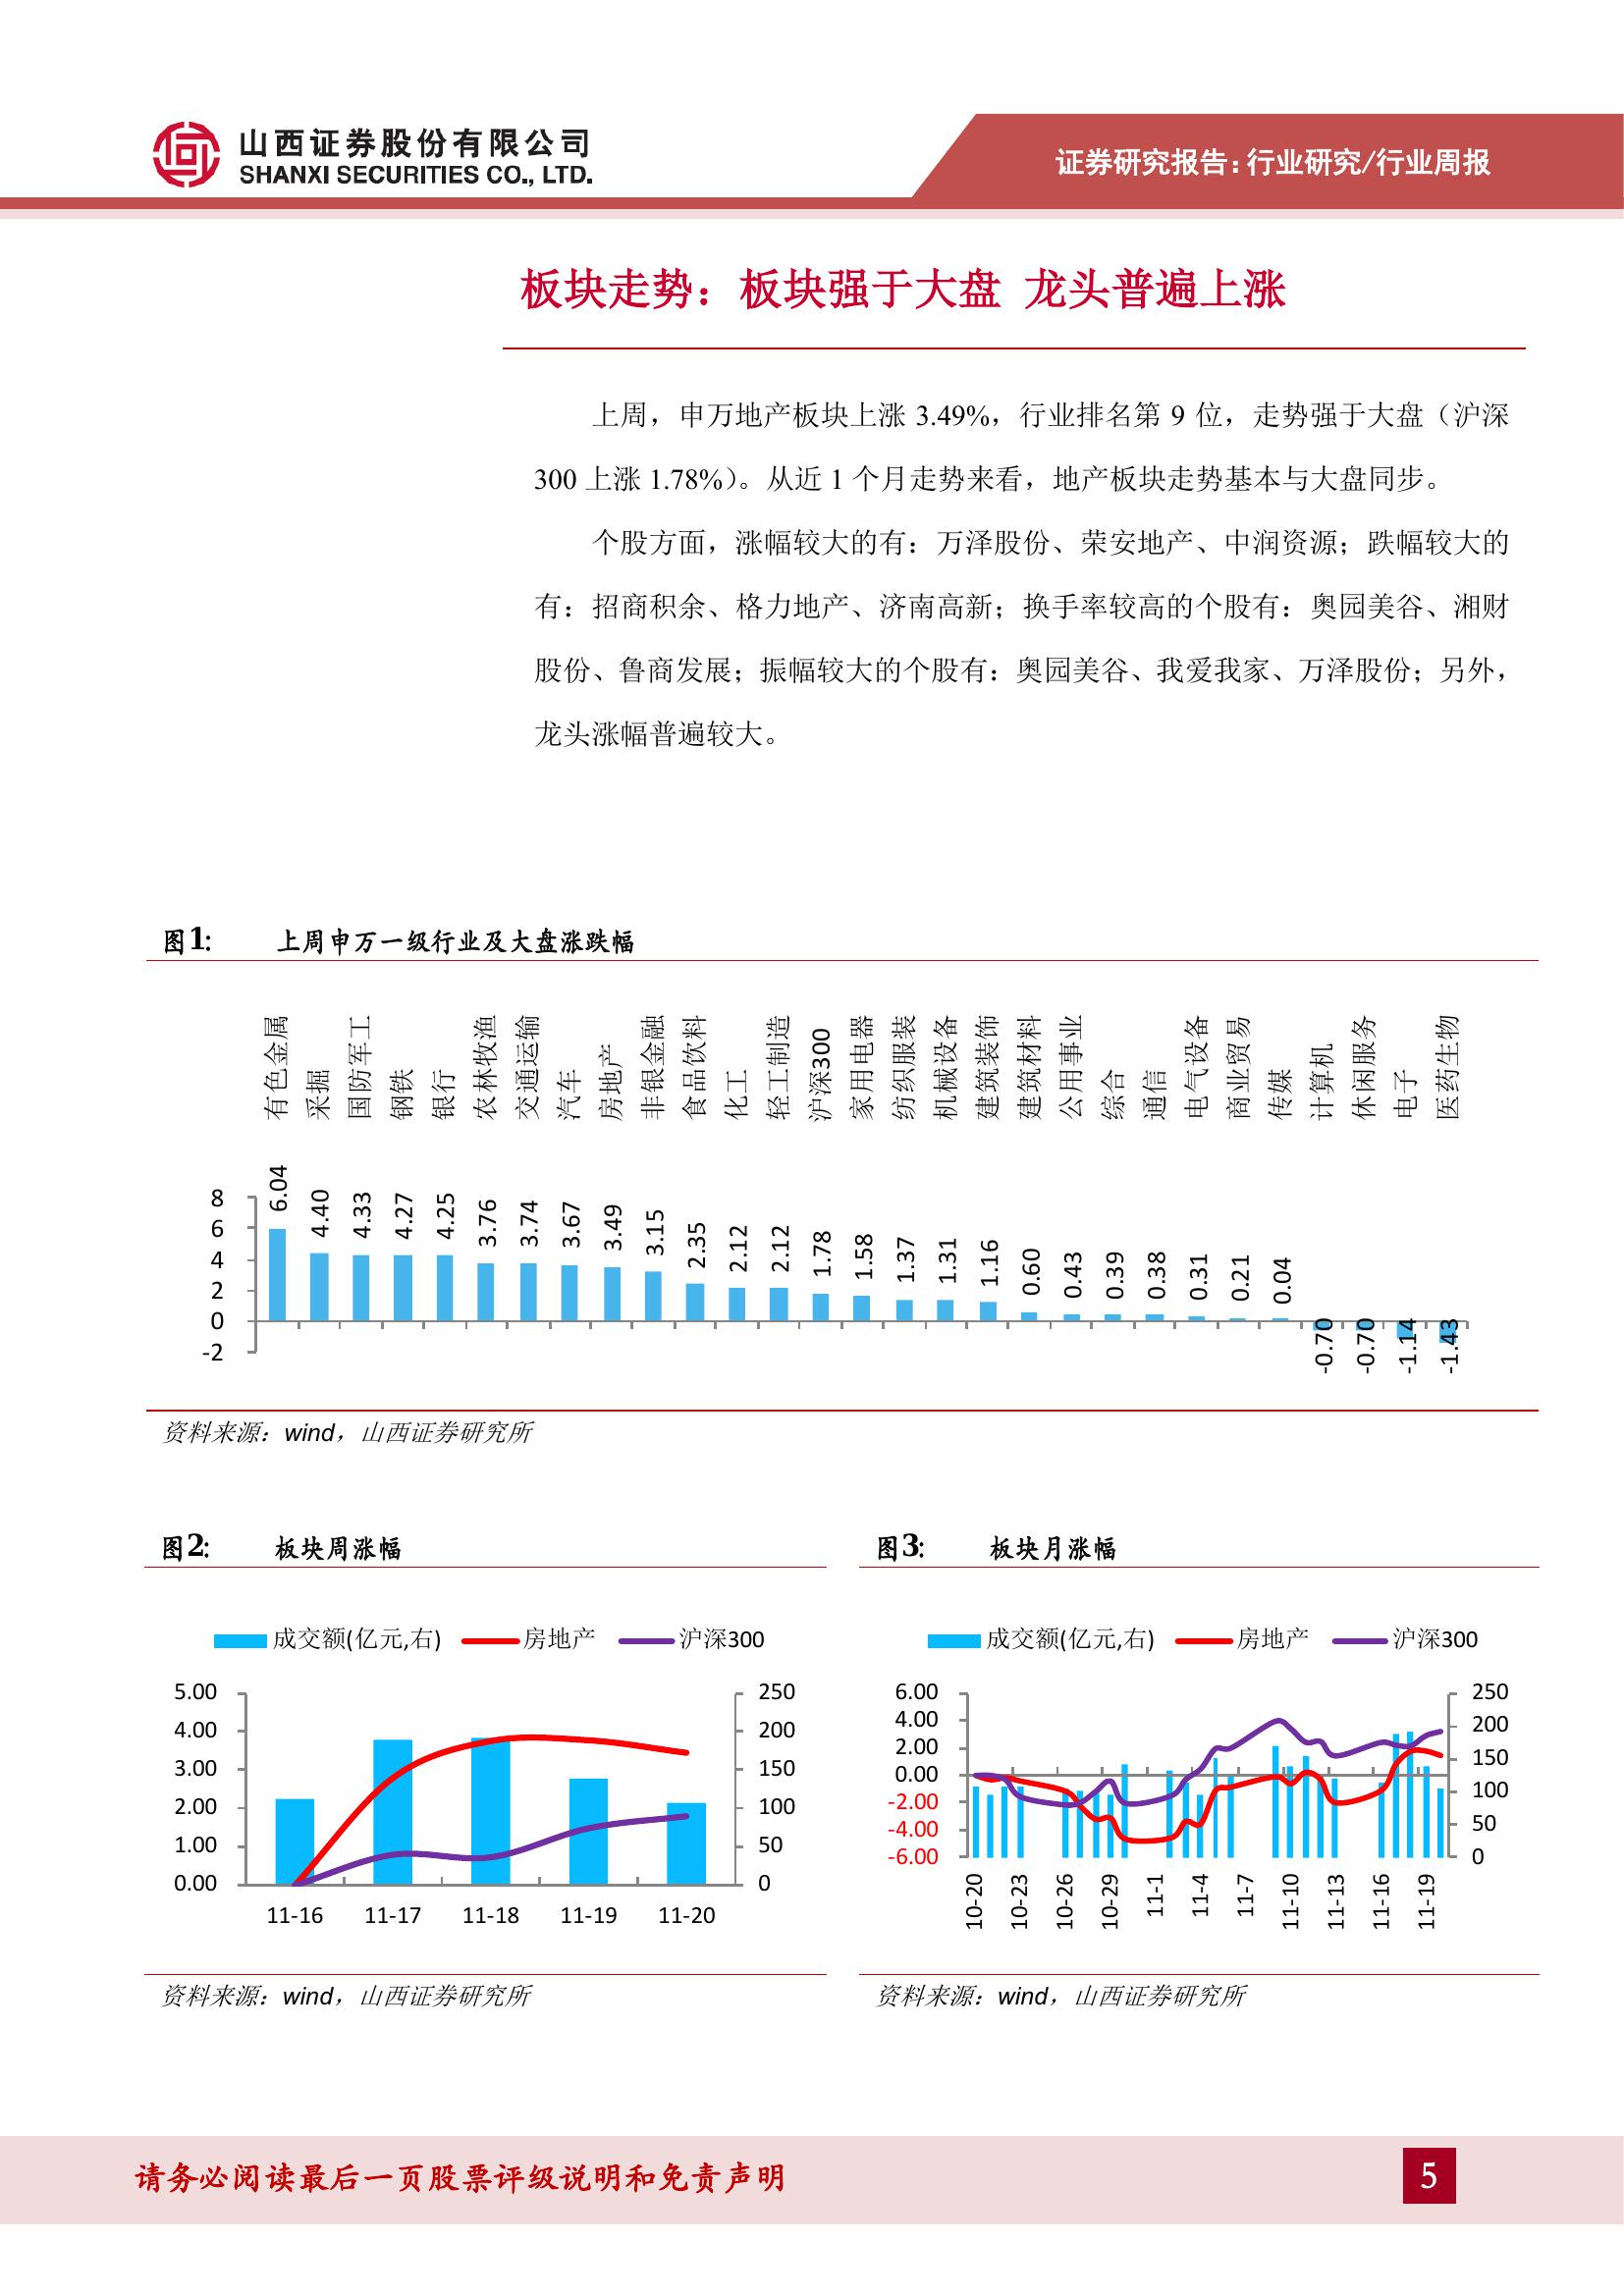 山西证券股份有限公司
SHANXI SECURITIES CO., LTD.
证券研究报告:行业研究/行业周报
板块走势：板块强于大盘 龙头普遍上涨
上周，申万地产板块上涨 3.49%，行业排名第 9 位，走势强于大盘（沪深
300 上涨 1.78%）。从近 1 个月走势来看，地产板块走势基本与大盘同步。
个股方面，涨幅较大的有：万泽股份、荣安地产、中润资源；跌幅较大的
有：招商积余、格力地产、济南高新；换手率较高的个股有：奥园美谷、湘财
股份、鲁商发展；振幅较大的个股有：奥园美谷、我爱我家、万泽股份；另外，
龙头涨幅普遍较大。
图1: 上周申万一级行业及大盘涨跌幅
有色金属 采掘 国防军工 钢铁 银行 农林牧渔 交通运输 汽车 房地产 非银金融 食品饮料 化工 轻工制造 沪深300 家用电器 纺织服装 机械设备 建筑装饰 建筑材料 公用事业 综合 通信 电气设备 商业贸易 传媒 计算机 休闲服务 电子 医药生物
6.04 4.40 4.33 4.27 4.25 3.76 3.74 3.67 3.49 3.15 2.35 2.12 2.12 1.78 1.58 1.37 1.31 1.16 0.60 0.43 0.39 0.38 0.31 0.21 0.04 -0.70 -0.70 -1.14 -1.43
8
6
4
2
0
-2
资料来源：wind，山西证券研究所
图2: 板块周涨幅
成交额(亿元,右) 房地产 沪深300
5.00 250
4.00 200
3.00 150
2.00 100
1.00 50
0.00 0
11-16 11-17 11-18 11-19 11-20
资料来源：wind，山西证券研究所
图3: 板块月涨幅
成交额(亿元,右) 房地产 沪深300
6.00
4.00
2.00
0.00
-2.00
-4.00
-6.00
250
200
150
100
50
0
10-20 10-23 10-26 10-29 11-1 11-4 11-7 11-10 11-13 11-16 11-19
资料来源：wind，山西证券研究所
请务必阅读最后一页股票评级说明和免责声明
5